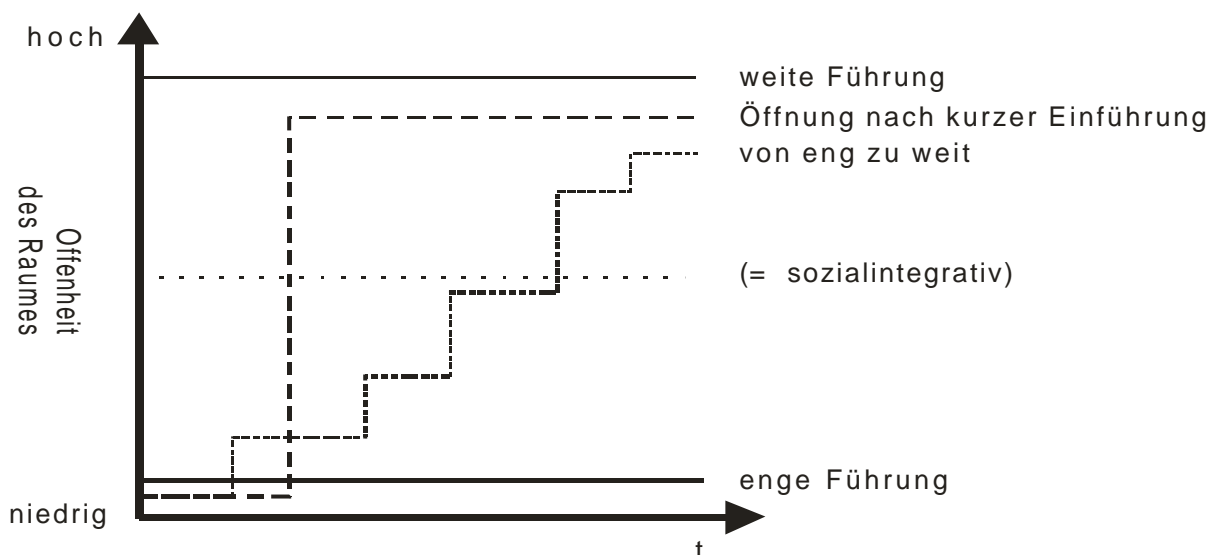 hoch
weite Führung
Öffnung nach kurzer Einführung
von eng zu weit
Offenheit
des Raumes
(= sozialintegrativ)
enge Führung
niedrig
t